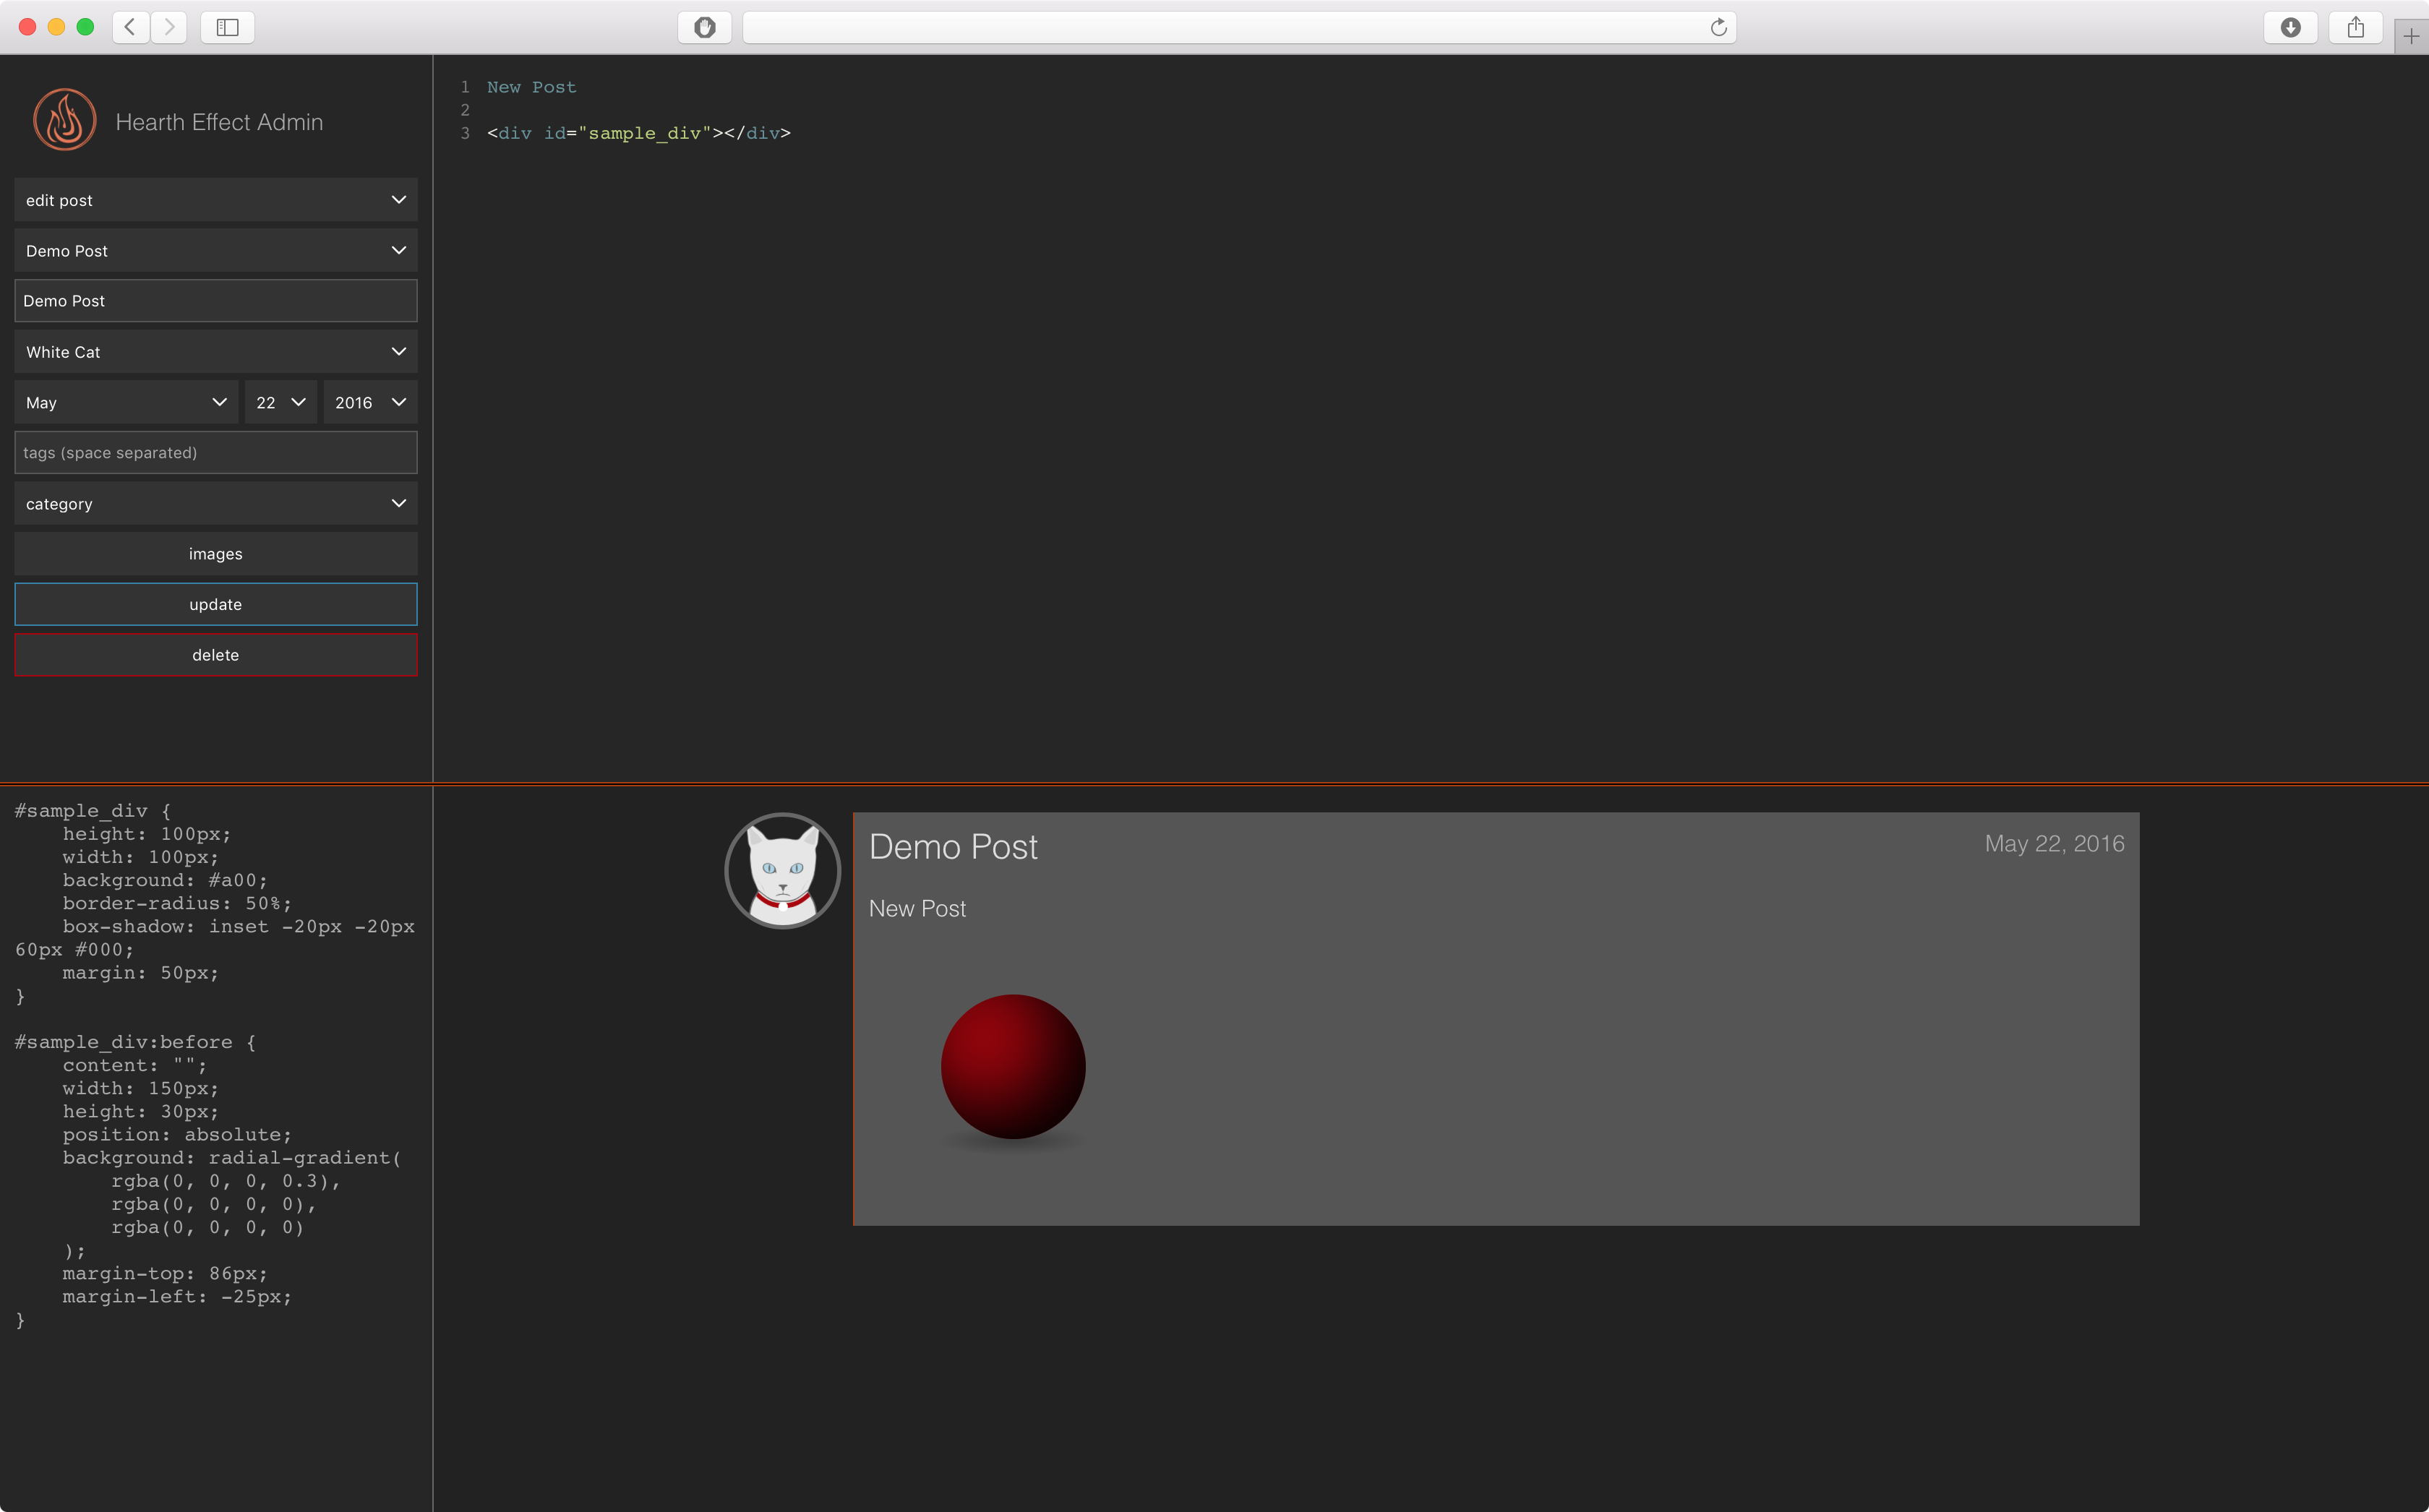 Hearth Effect Admin
edit post
Demo Post
Demo Post
White Cat
May 22 2016
tags (space separated)
category
images
update
delete
1 New Post
2
3 <div id="sample_div"></div>
#sample_div {
    height: 100px;
    width: 100px;
    background: #a00;
    border-radius: 50%;
    box-shadow: inset -20px -20px
60px #000;
    margin: 50px;
}

#sample_div:before {
    content: "";
    width: 150px;
    height: 30px;
    position: absolute;
    background: radial-gradient(
        rgba(0, 0, 0, 0.3),
        rgba(0, 0, 0, 0),
        rgba(0, 0, 0, 0)
    );
    margin-top: 86px;
    margin-left: -25px;
}
Demo Post
May 22, 2016
New Post